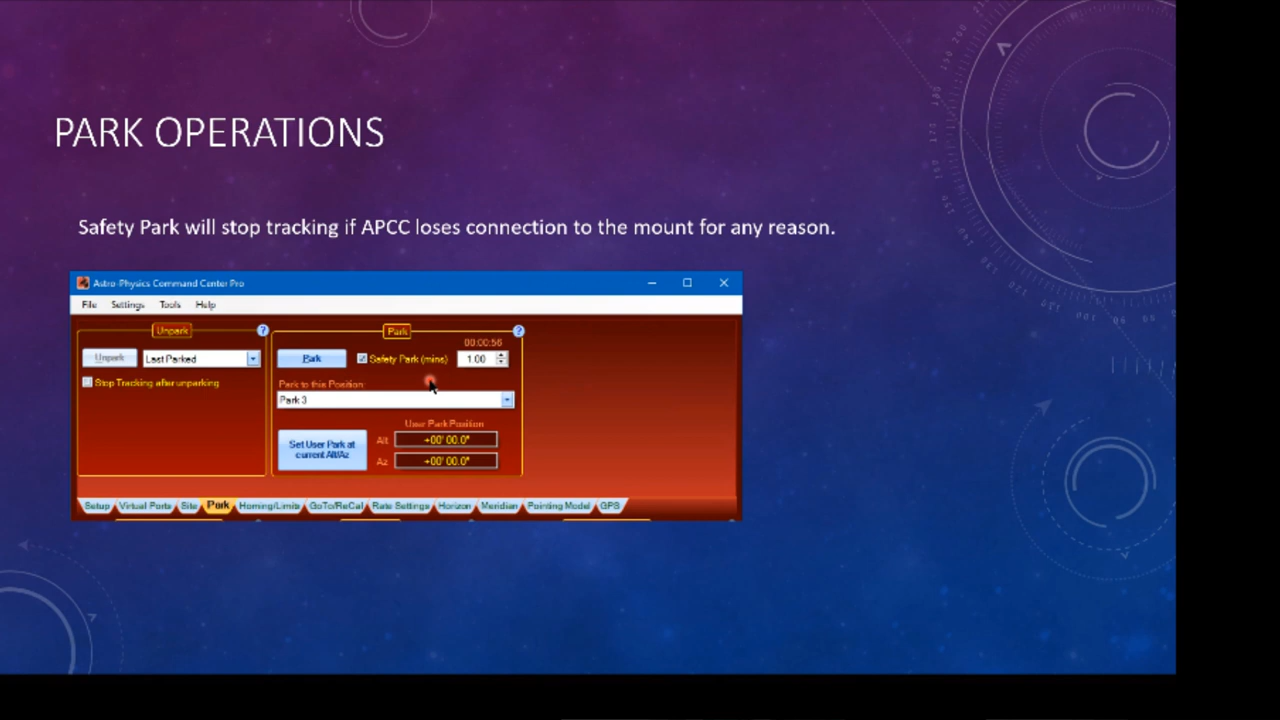 PARK OPERATIONS
Safety Park will stop tracking if APCC loses connection to the mount for any reason.
Astro-Physics Command Center Pro
File Settings Tools Help
Unpark ? Park ?
00:00:56
Unpark Last Parked Park Safety Park (mins) 1.00
Stop Tracking after unparking
Park to this Position:
Park 3
User Park Position
Set User Park at current Alt/Az
Alt +00° 00.0"
Az +00° 00.0"
Setup Virtual Ports Site Park Homing/Limits GoTo/ReCal Rate Settings Horizon Meridian Pointing Model GPS